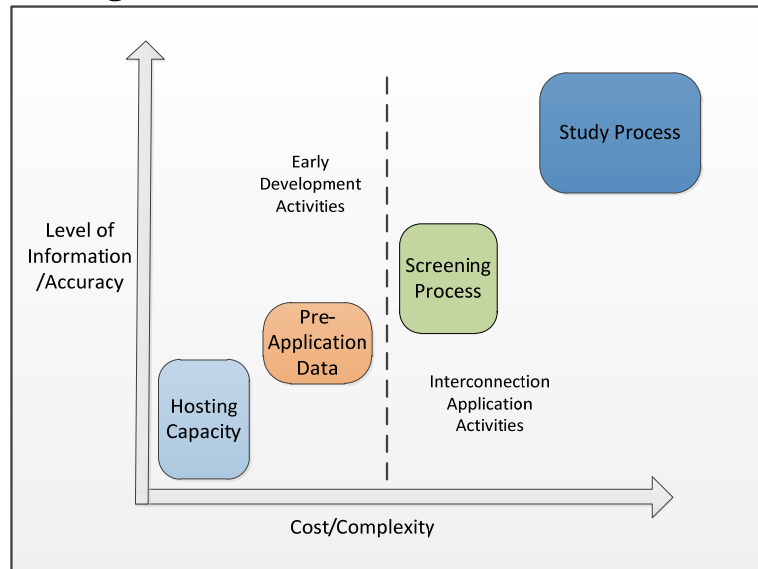 Study Process
Early
Development
Activities
Level of
Information
/Accuracy
Screening
Process
Pre-
Application
Data
Hosting
Capacity
Interconnection
Application
Activities
Cost/Complexity